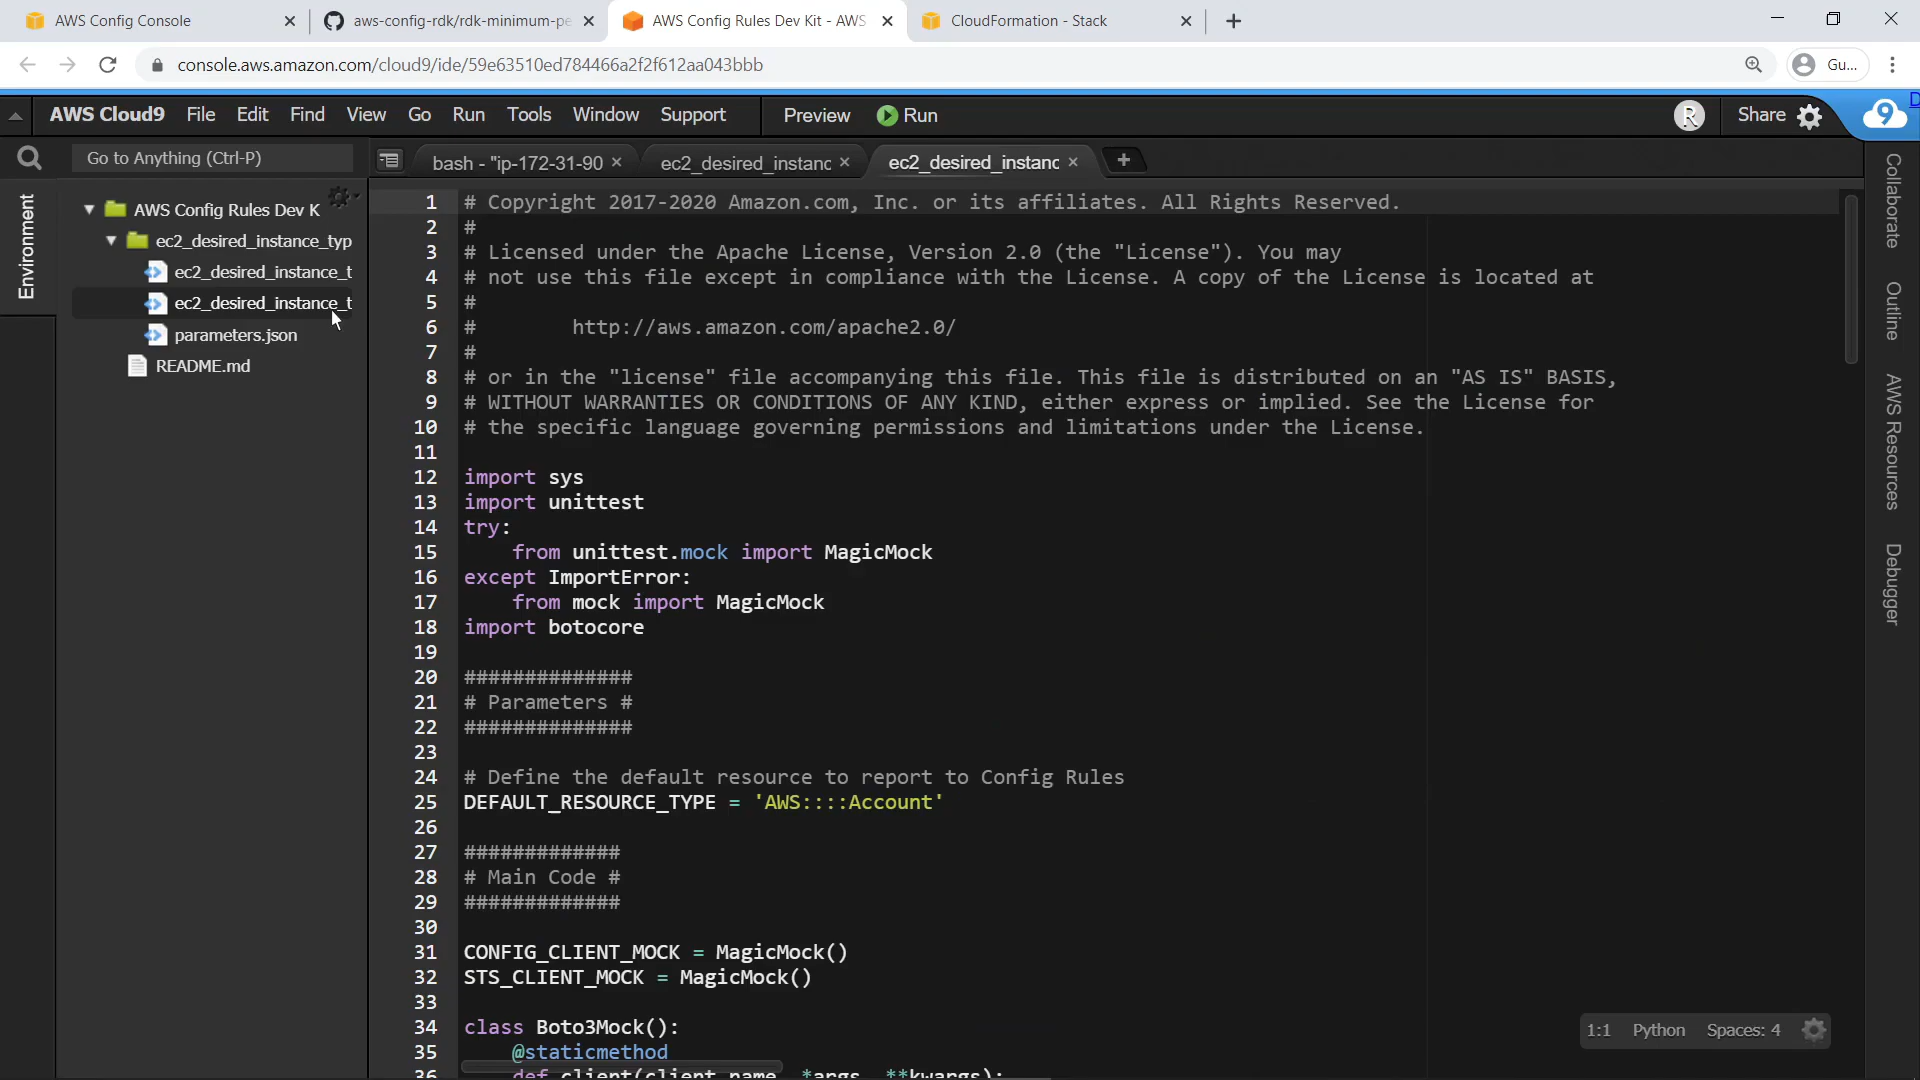 AWS Config Console
aws-config-rdk/rdk-minimum-pe
AWS Config Rules Dev Kit - AWS
CloudFormation - Stack
console.aws.amazon.com/cloud9/ide/59e63510ed784466a2f2f612aa043bbb
Gu...
AWS Cloud9 File Edit Find View Go Run Tools Window Support Preview Run
R
Share
9
D
Go to Anything (Ctrl-P)
bash - "ip-172-31-90
ec2_desired_instanc
ec2_desired_instanc
Environment
AWS Config Rules Dev K
ec2_desired_instance_typ
ec2_desired_instance_t
ec2_desired_instance_t
parameters.json
README.md
1 # Copyright 2017-2020 Amazon.com, Inc. or its affiliates. All Rights Reserved.
2 #
3 # Licensed under the Apache License, Version 2.0 (the "License"). You may
4 # not use this file except in compliance with the License. A copy of the License is located at
5 #
6 #        http://aws.amazon.com/apache2.0/
7 #
8 # or in the "license" file accompanying this file. This file is distributed on an "AS IS" BASIS,
9 # WITHOUT WARRANTIES OR CONDITIONS OF ANY KIND, either express or implied. See the License for
10 # the specific language governing permissions and limitations under the License.
11
12 import sys
13 import unittest
14 try:
15     from unittest.mock import MagicMock
16 except ImportError:
17     from mock import MagicMock
18 import botocore
19
20 ##############
21 # Parameters #
22 ##############
23
24 # Define the default resource to report to Config Rules
25 DEFAULT_RESOURCE_TYPE = 'AWS::::Account'
26
27 #############
28 # Main Code #
29 #############
30
31 CONFIG_CLIENT_MOCK = MagicMock()
32 STS_CLIENT_MOCK = MagicMock()
33
34 class Boto3Mock():
35     @staticmethod
36     def client(client_name, *args, **kwargs):
1:1 Python Spaces: 4
Collaborate
Outline
AWS Resources
Debugger